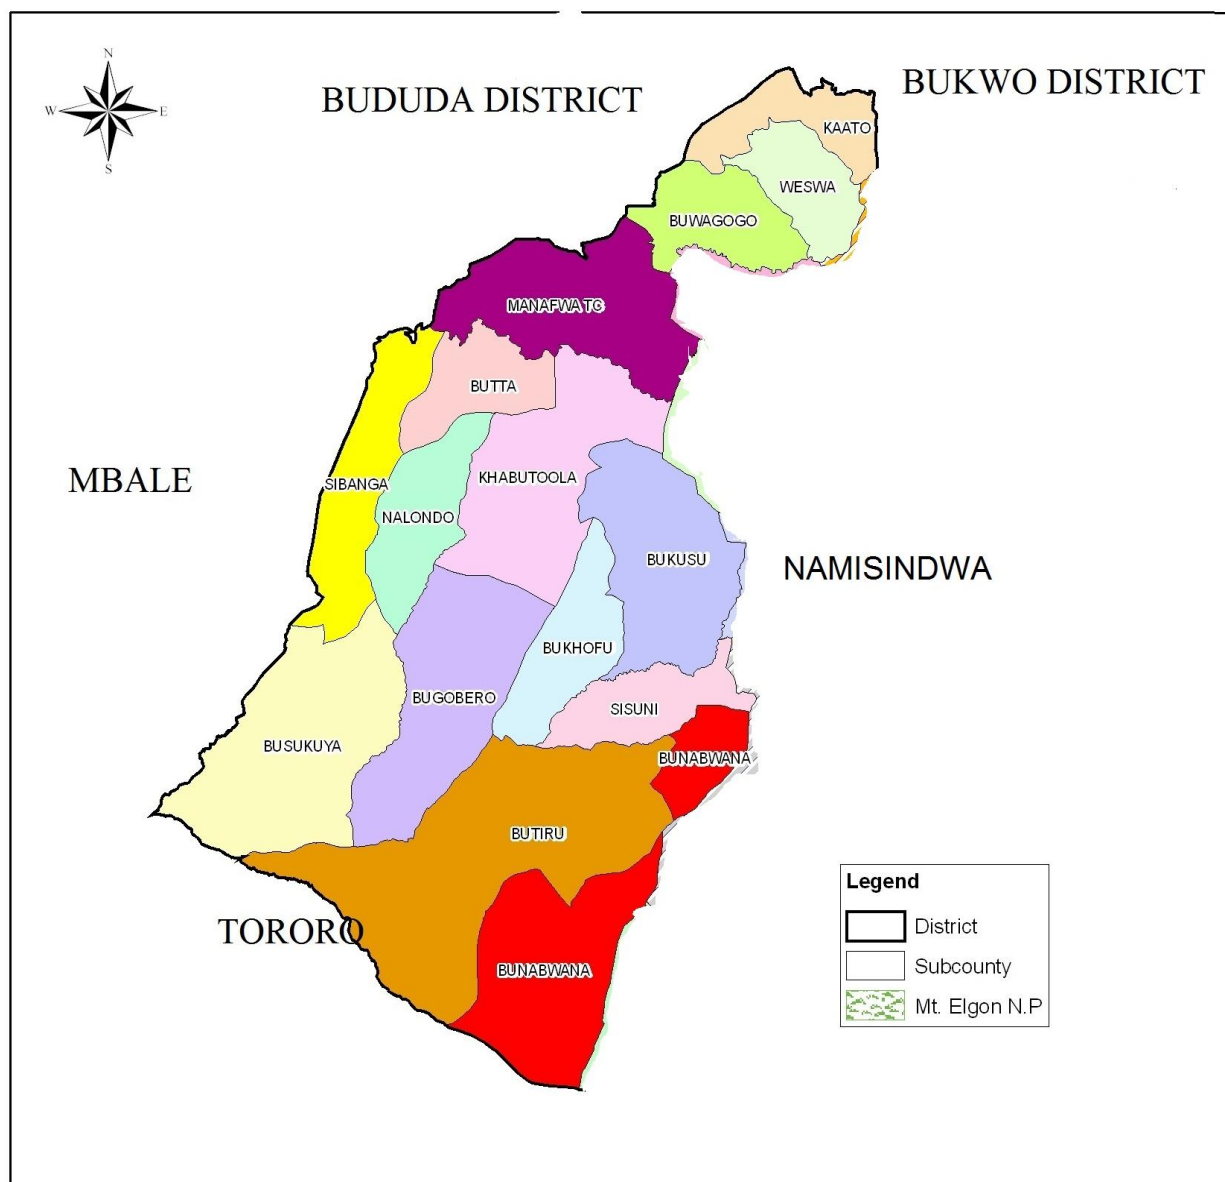 N
W
E
S
BUDUDA DISTRICT
BUKWO DISTRICT
KAATO
WESWA
BUWAGOGO
MANAFWA TC
BUTTA
MBALE
SIBANGA
KHABUTOOLA
NALONDO
BUKUSU
NAMISINDWA
BUKHOFU
BUGOBERO
SISUNI
BUSUKUYA
BUNABWANA
BUTIRU
TORORO
BUNABWANA
Legend
District
Subcounty
Mt. Elgon N.P